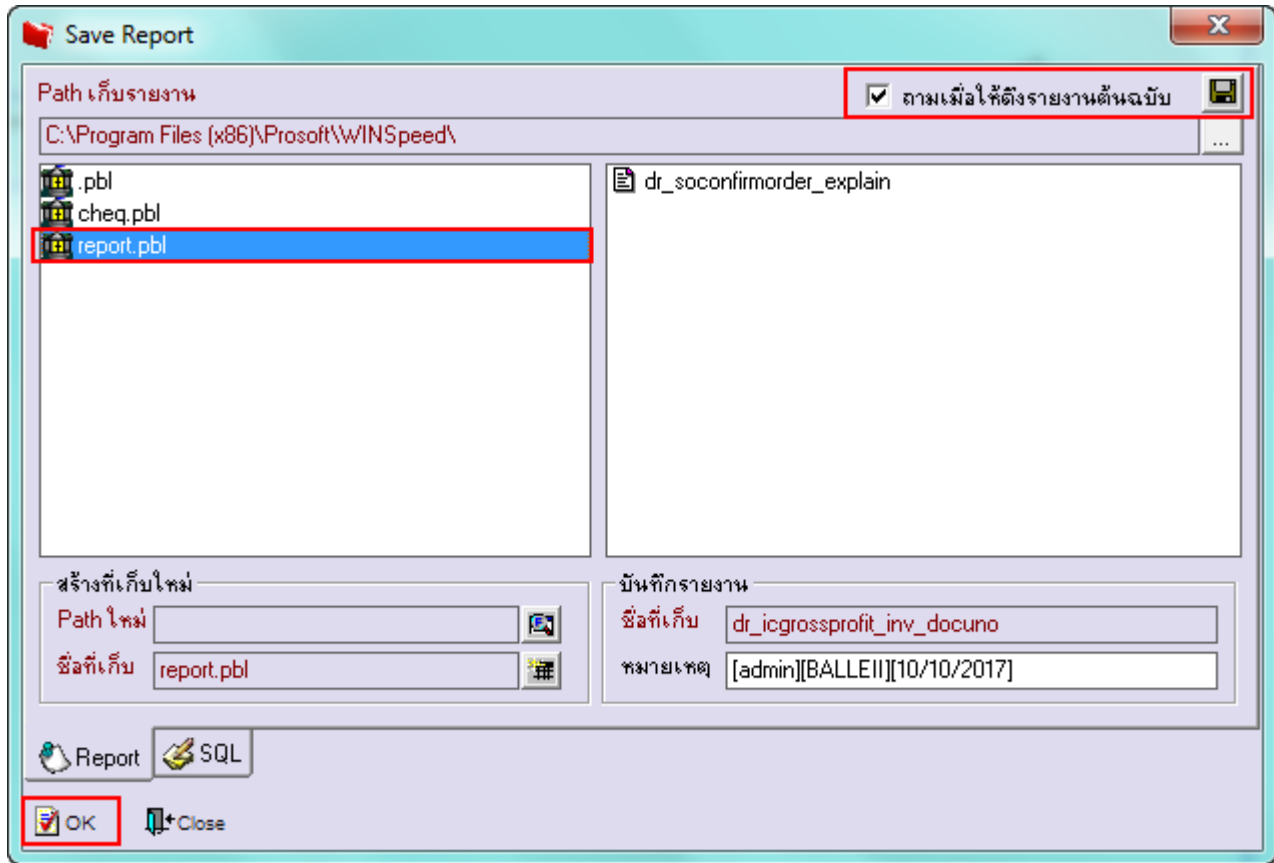 Save Report
Path เก็บรายงาน
ถามเมื่อให้ดึงรายงานต้นฉบับ
C:\Program Files (x86)\Prosoft\WINSpeed\
...
.pbl
cheq.pbl
report.pbl
dr_soconfirmorder_explain
สร้างที่เก็บใหม่
Path ใหม่
ชื่อที่เก็บ report.pbl
บันทึกรายงาน
ชื่อที่เก็บ dr_icgrossprofit_inv_docuno
หมายเหตุ [admin][BALLEII][10/10/2017]
Report SQL
OK Close